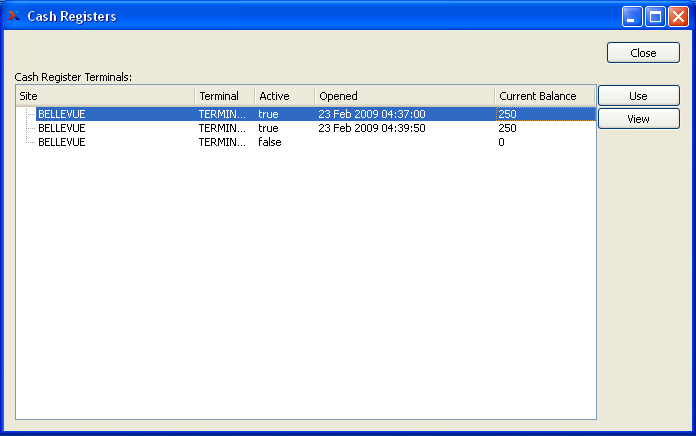 Cash Registers
Close
Cash Register Terminals:
Site Terminal Active Opened Current Balance
Use
BELLEVUE TERMIN... true 23 Feb 2009 04:37:00 250
View
BELLEVUE TERMIN... true 23 Feb 2009 04:39:50 250
BELLEVUE TERMIN... false 0